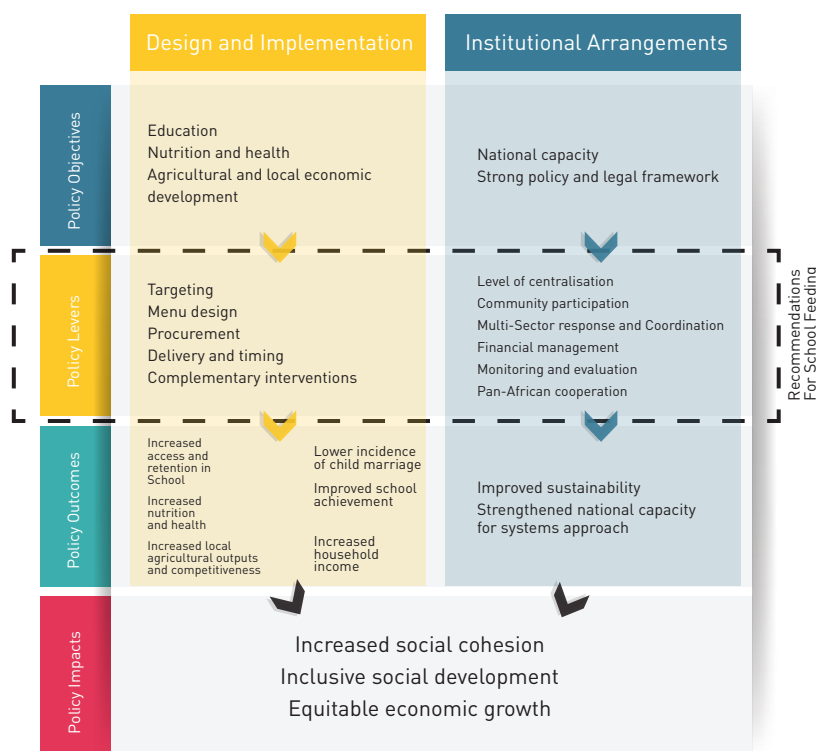 Design and Implementation
Institutional Arrangements
Policy Objectives
Education
Nutrition and health
Agricultural and local economic
development
National capacity
Strong policy and legal framework
Policy Levers
Targeting
Menu design
Procurement
Delivery and timing
Complementary interventions
Level of centralisation
Community participation
Multi-Sector response and Coordination
Financial management
Monitoring and evaluation
Pan-African cooperation
Recommendations
For School Feeding
Policy Outcomes
Increased
access and
retention in
School
Increased
nutrition
and health
Increased local
agricultural outputs
and competitiveness
Lower incidence
of child marriage
Improved school
achievement
Increased
household
income
Improved sustainability
Strengthened national capacity
for systems approach
Policy Impacts
Increased social cohesion
Inclusive social development
Equitable economic growth